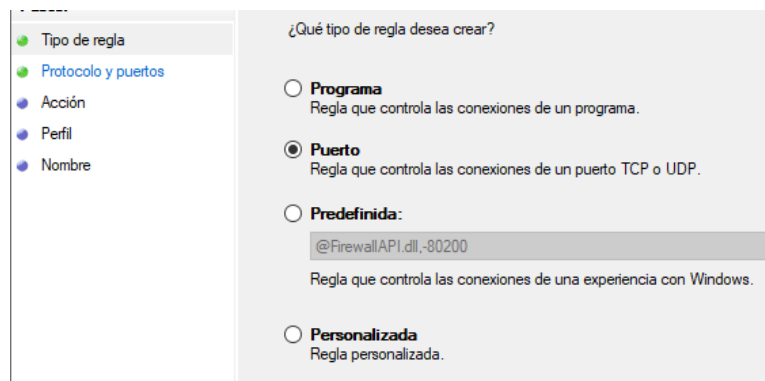 ¿Qué tipo de regla desea crear?
Tipo de regla
Protocolo y puertos
Acción
Perfil
Nombre
Programa
Regla que controla las conexiones de un programa.
Puerto
Regla que controla las conexiones de un puerto TCP o UDP.
Predefinida:
@FirewallAPI.dll,-80200
Regla que controla las conexiones de una experiencia con Windows.
Personalizada
Regla personalizada.